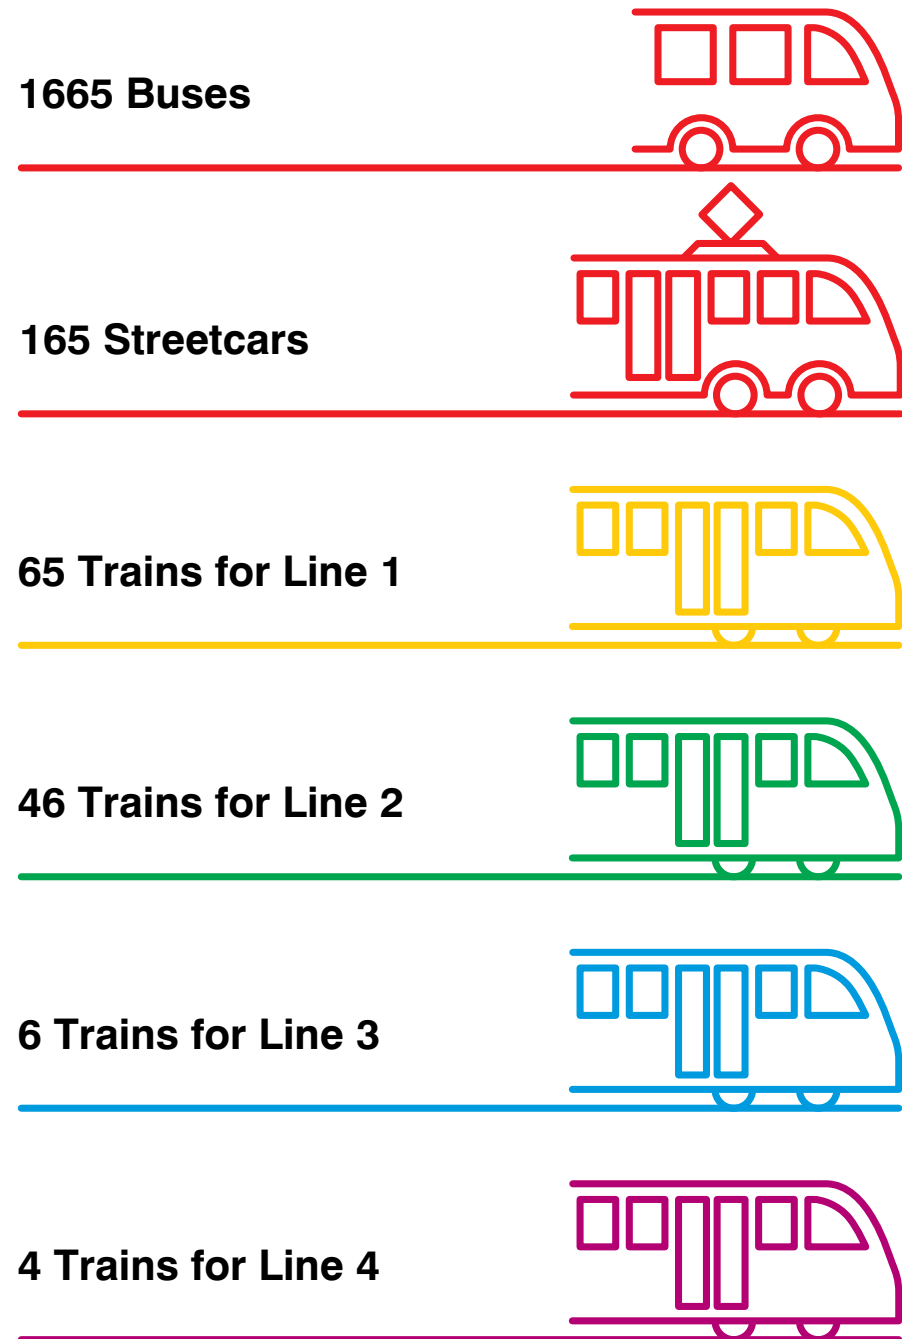 1665 Buses
165 Streetcars
65 Trains for Line 1
46 Trains for Line 2
6 Trains for Line 3
4 Trains for Line 4